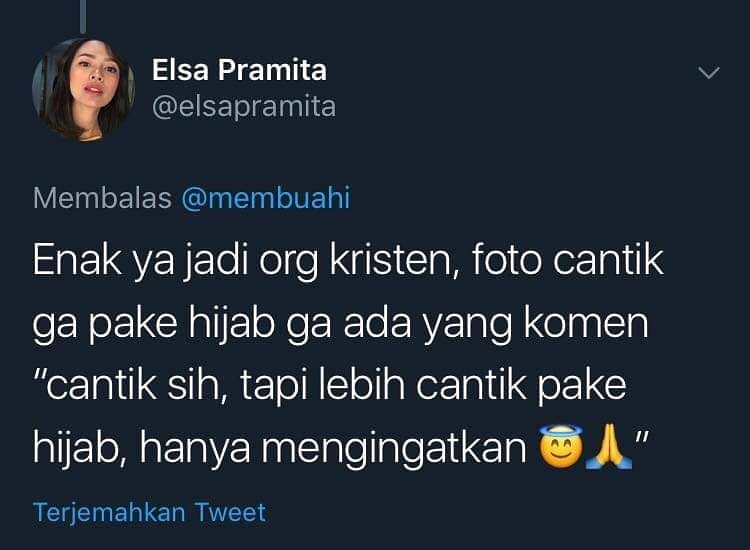 Elsa Pramita
@elsapramita
Membalas @membuahi
Enak ya jadi org kristen, foto cantik
ga pake hijab ga ada yang komen
"cantik sih, tapi lebih cantik pake
hijab, hanya mengingatkan 😇🙏"
Terjemahkan Tweet